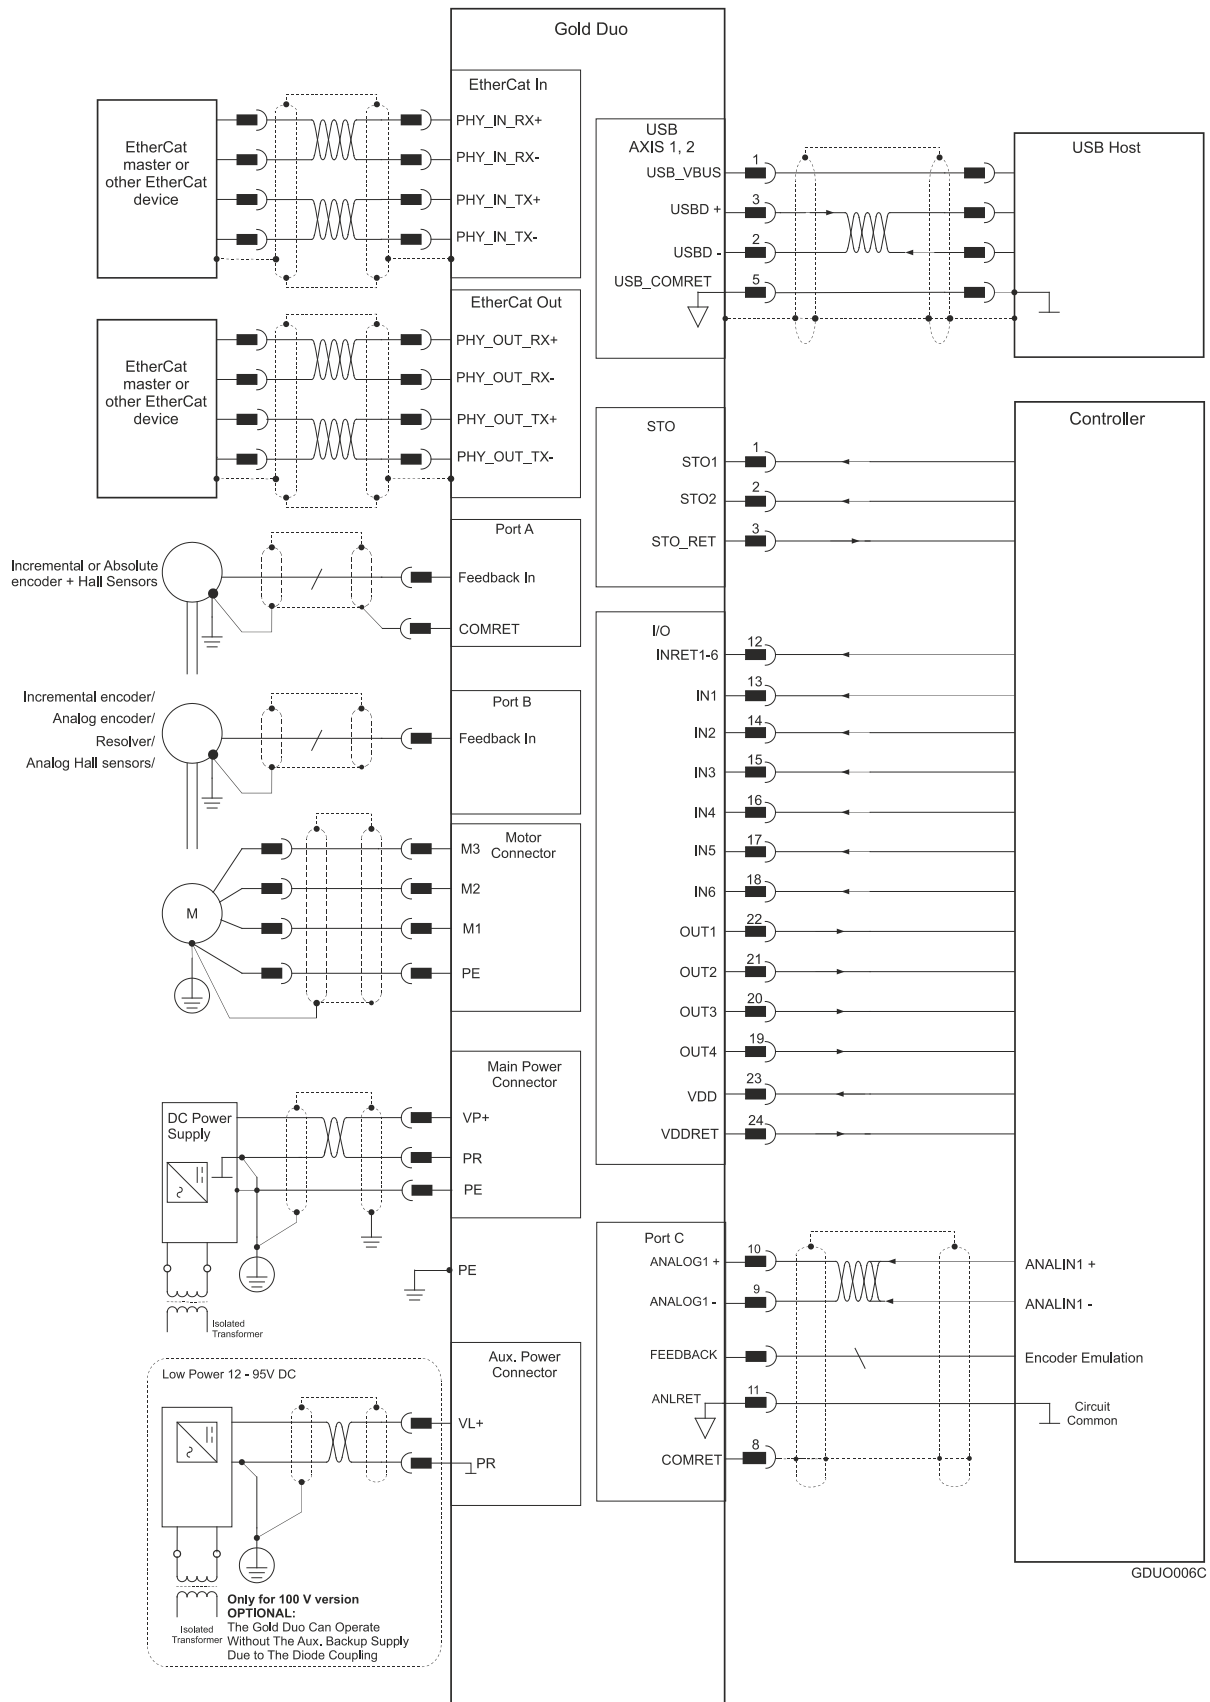 Gold Duo
EtherCat In
EtherCat
master or
other EtherCat
device
PHY_IN_RX+
PHY_IN_RX-
PHY_IN_TX+
PHY_IN_TX-
EtherCat Out
EtherCat
master or
other EtherCat
device
PHY_OUT_RX+
PHY_OUT_RX-
PHY_OUT_TX+
PHY_OUT_TX-
Port A
Incremental or Absolute
encoder + Hall Sensors
Feedback In
COMRET
Port B
Incremental encoder/
Analog encoder/
Resolver/
Analog Hall sensors/
Feedback In
Motor
Connector
M
M3
M2
M1
PE
Main Power
Connector
DC Power
Supply
VP+
PR
PE
Isolated
Transformer
PE
Aux. Power
Connector
Low Power 12 - 95V DC
VL+
PR
Isolated
Transformer
Only for 100 V version
OPTIONAL:
The Gold Duo Can Operate
Without The Aux. Backup Supply
Due to The Diode Coupling
USB
AXIS 1, 2
USB_VBUS 1
USBD + 3
USBD - 2
USB_COMRET 5
USB Host
STO
STO1 1
STO2 2
STO_RET 3
Controller
I/O
INRET1-6 12
IN1 13
IN2 14
IN3 15
IN4 16
IN5 17
IN6 18
OUT1 22
OUT2 21
OUT3 20
OUT4 19
VDD 23
VDDRET 24
Port C
ANALOG1 + 10 ANALIN1 +
ANALOG1 - 9 ANALIN1 -
FEEDBACK Encoder Emulation
ANLRET 11 Circuit
Common
COMRET 8
GDUO006C